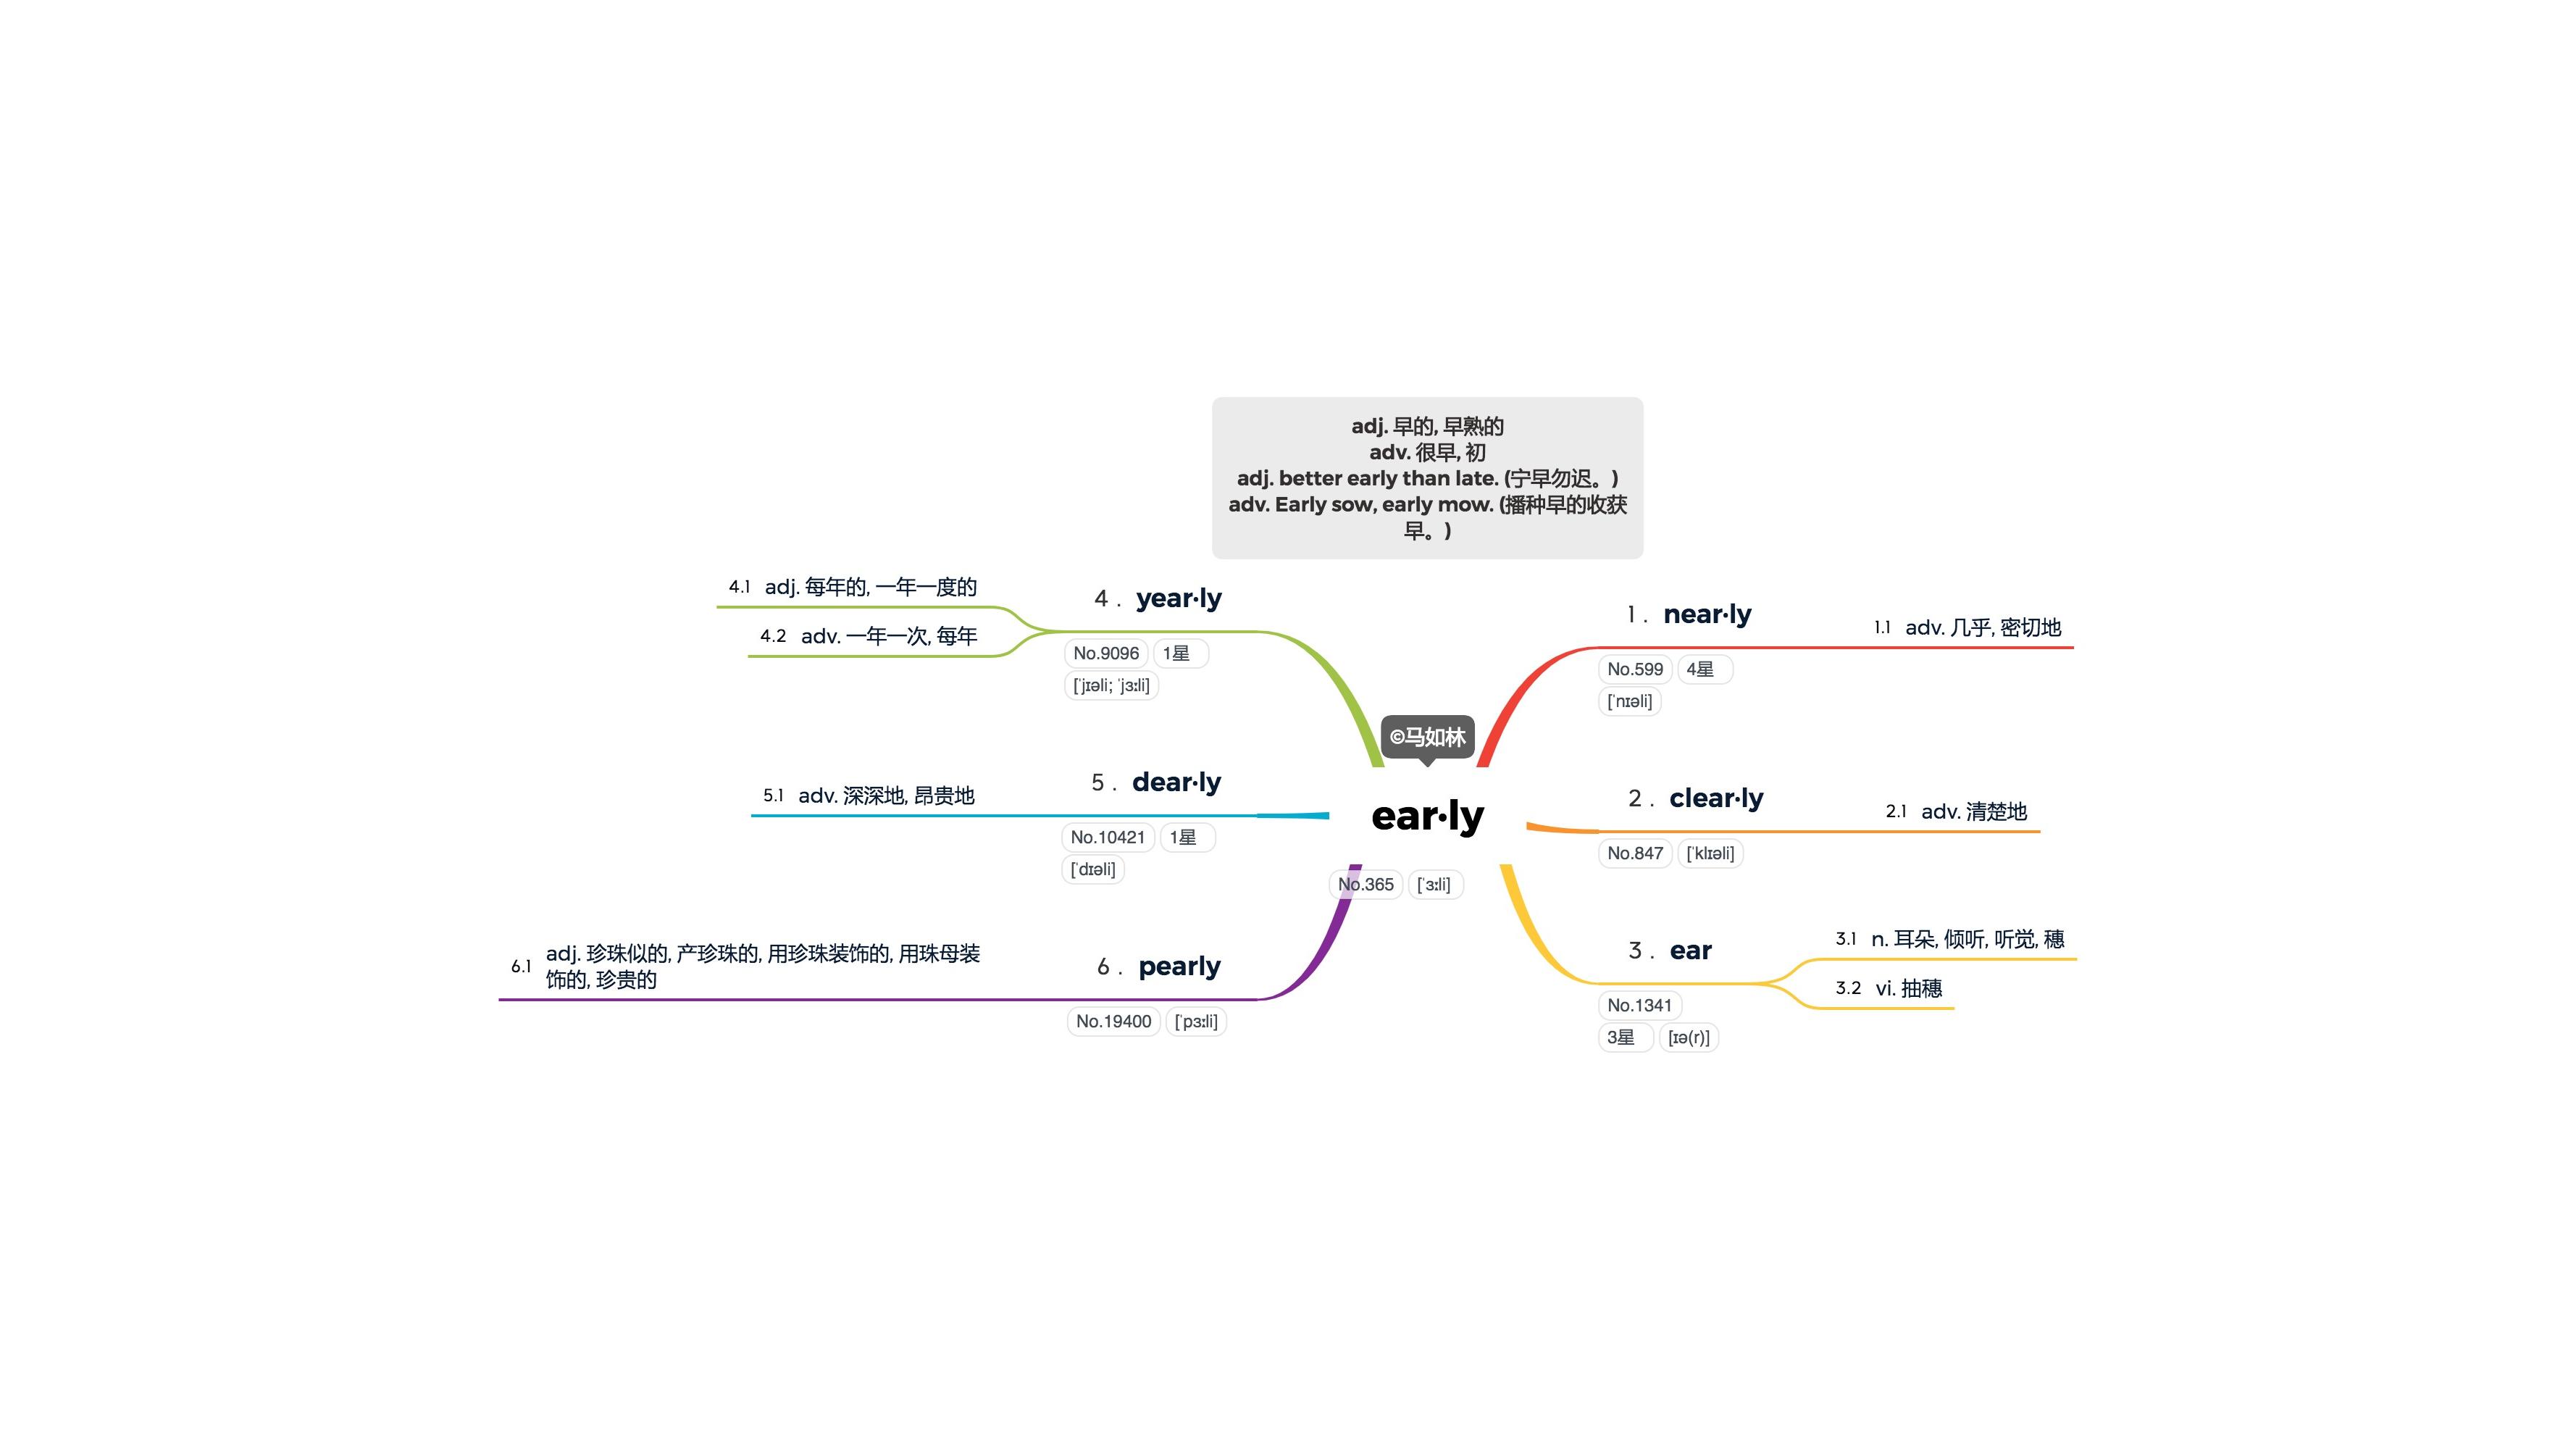 adj. 早的, 早熟的
adv. 很早, 初
adj. better early than late. (宁早勿迟。)
adv. Early sow, early mow. (播种早的收获
早。)
©马如林
ear·ly
No.365 [ˈɜːli]
1. near·ly
No.599 4星
[ˈnɪəli]
1.1 adv. 几乎, 密切地
2. clear·ly
No.847 [ˈklɪəli]
2.1 adv. 清楚地
3. ear
No.1341
3星 [ɪə(r)]
3.1 n. 耳朵, 倾听, 听觉, 穗
3.2 vi. 抽穗
4. year·ly
No.9096 1星
[ˈjɪəli; ˈjɜːli]
4.1 adj. 每年的, 一年一度的
4.2 adv. 一年一次, 每年
5. dear·ly
No.10421 1星
[ˈdɪəli]
5.1 adv. 深深地, 昂贵地
6. pearly
No.19400 [ˈpɜːli]
6.1 adj. 珍珠似的, 产珍珠的, 用珍珠装饰的, 用珠母装
饰的, 珍贵的